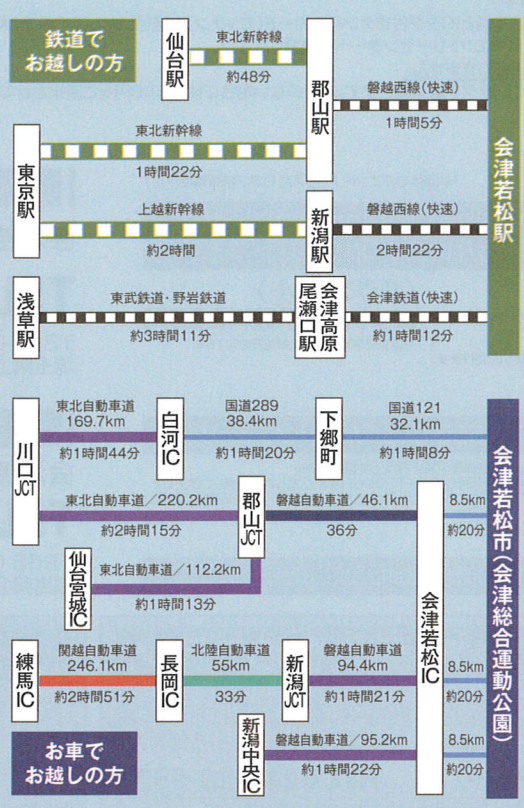 鉄道で
お越しの方
仙台駅
東北新幹線
約48分
郡山駅
磐越西線(快速)
1時間5分
会津若松駅
東京駅
東北新幹線
1時間22分
上越新幹線
約2時間
新潟駅
磐越西線(快速)
2時間22分
浅草駅
東武鉄道・野岩鉄道
約3時間11分
会津高原
尾瀬口駅
会津鉄道(快速)
約1時間12分
川口JCT
東北自動車道
169.7km
約1時間44分
白河IC
国道289
38.4km
約1時間20分
下郷町
国道121
32.1km
約1時間8分
会津若松市(会津総合運動公園)
東北自動車道/220.2km
約2時間15分
郡山JCT
磐越自動車道/46.1km
36分
会津若松IC
8.5km
約20分
仙台宮城IC
東北自動車道/112.2km
約1時間13分
練馬IC
関越自動車道
246.1km
約2時間51分
長岡IC
北陸自動車道
55km
33分
新潟JCT
磐越自動車道
94.4km
約1時間21分
8.5km
約20分
新潟中央IC
磐越自動車道/95.2km
約1時間22分
8.5km
約20分
お車で
お越しの方